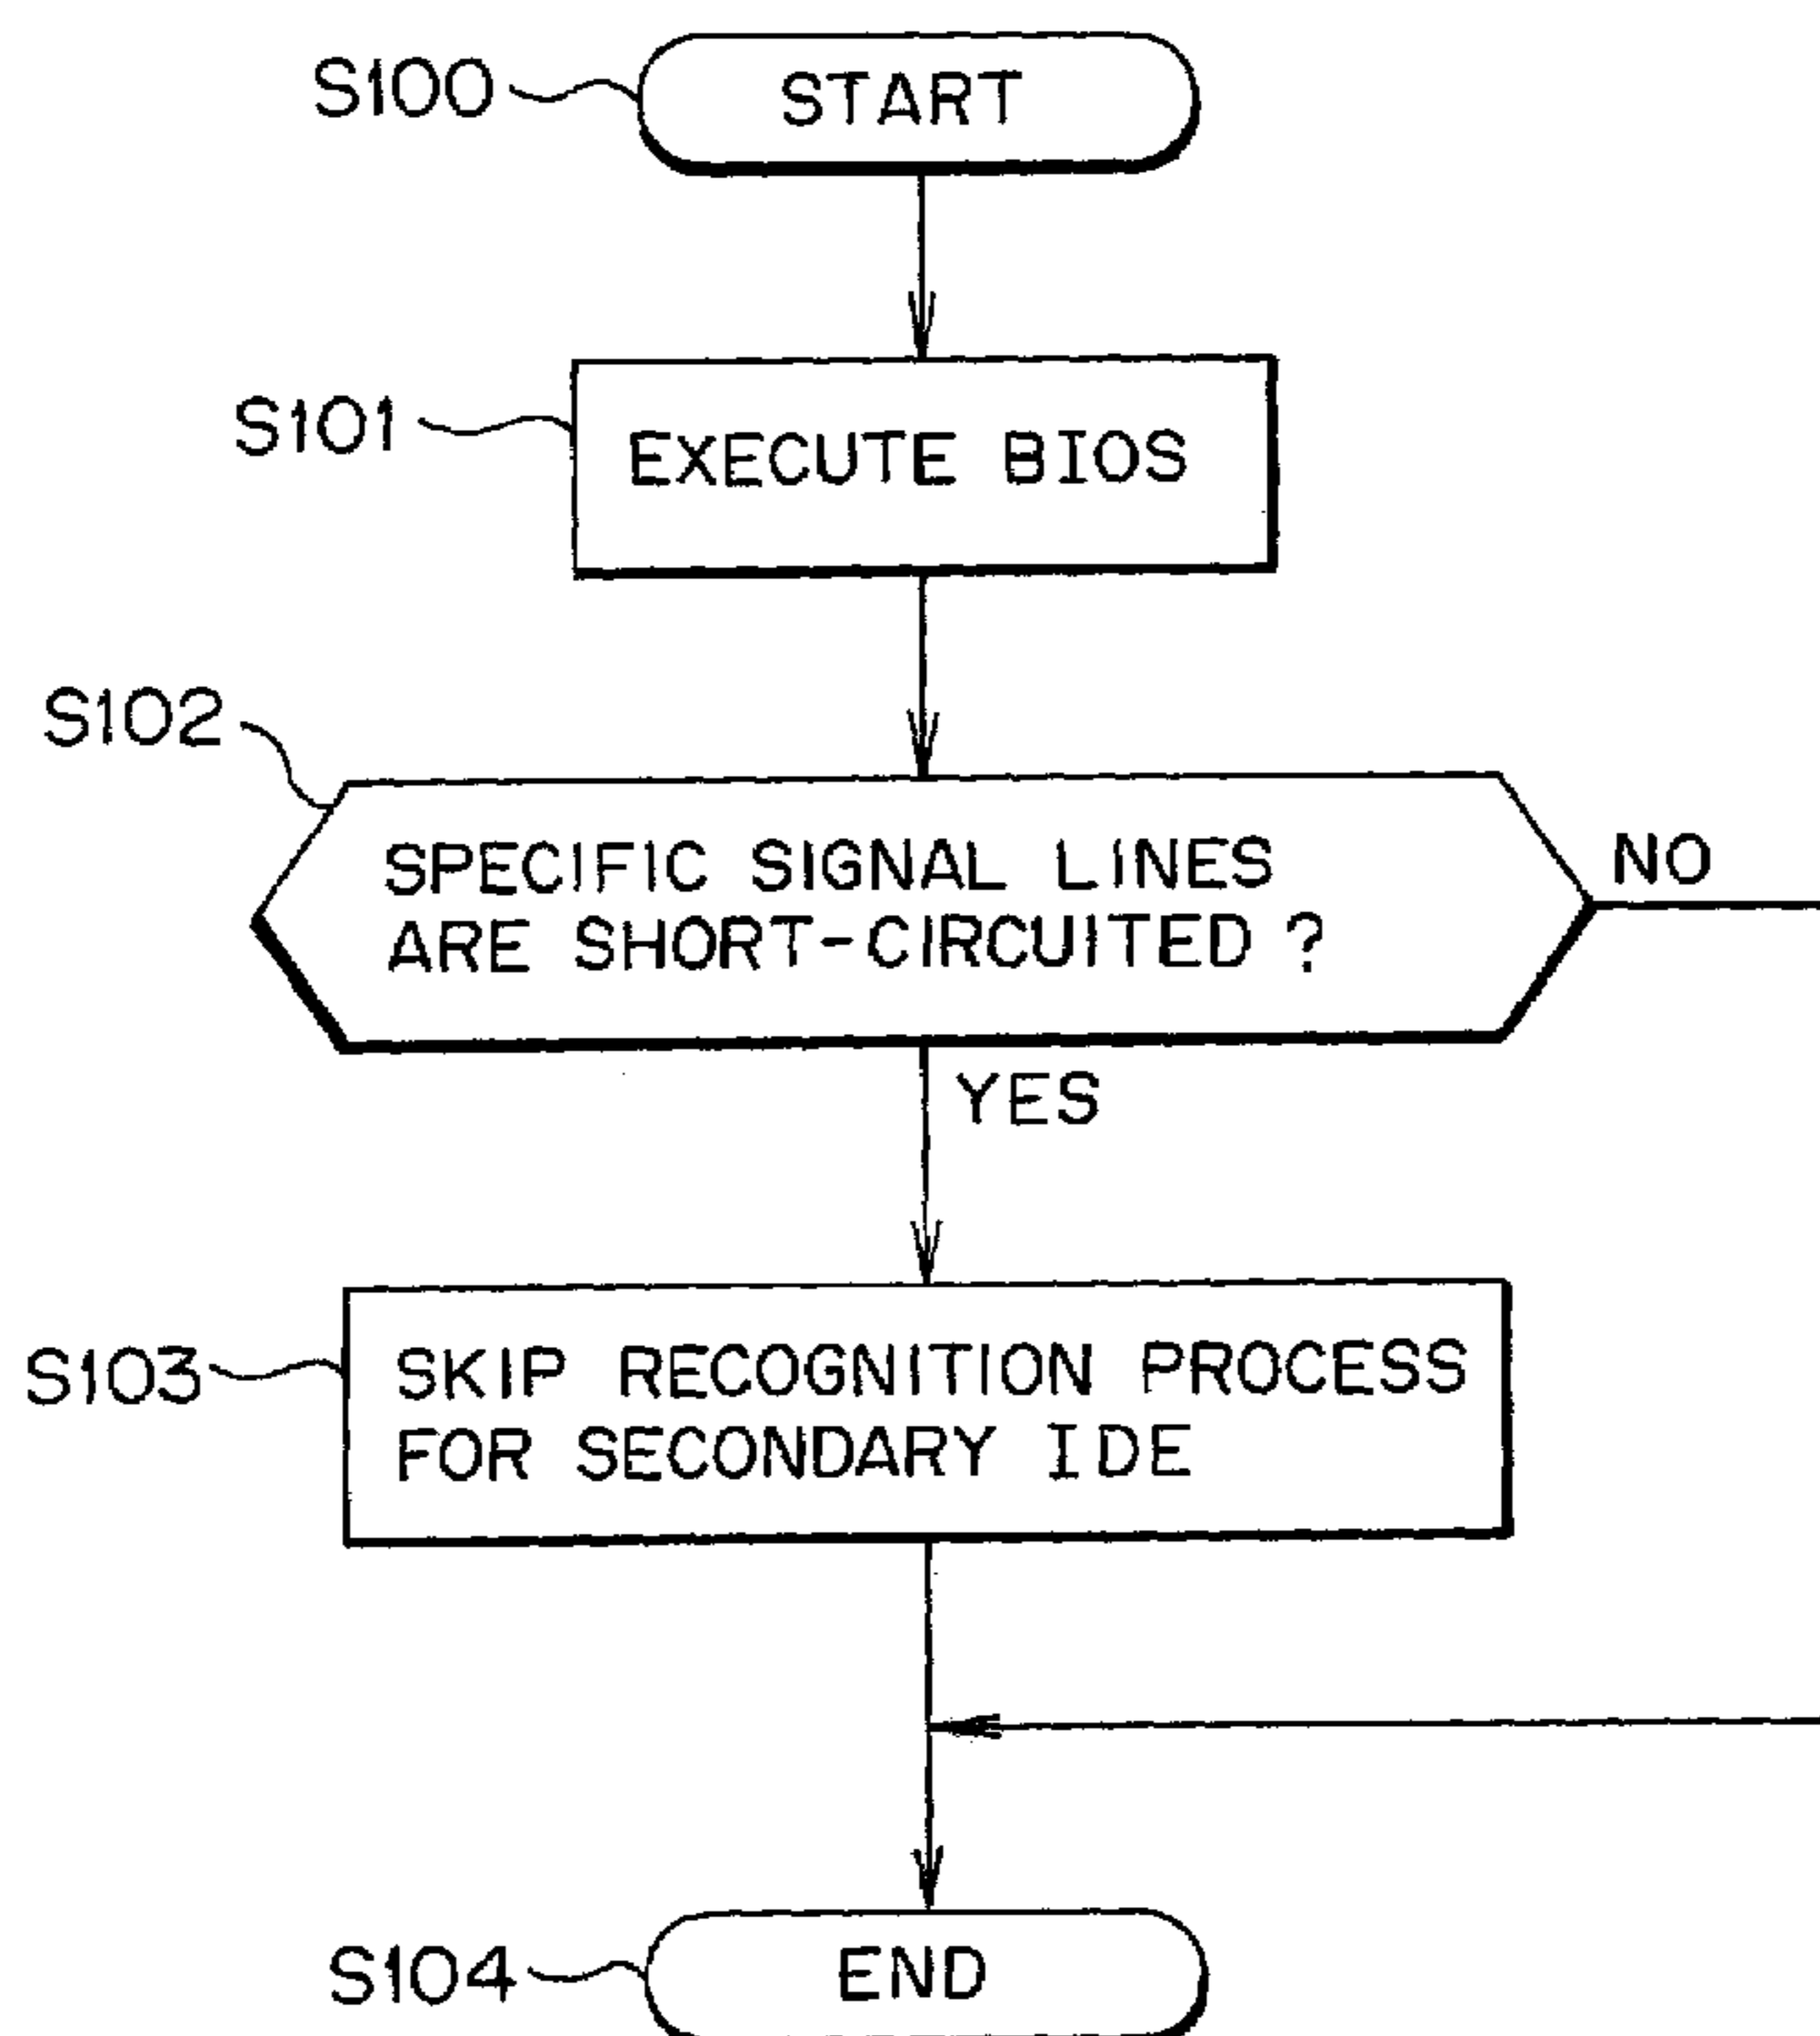 S100
START
S101
EXECUTE BIOS
S102
SPECIFIC SIGNAL LINES
ARE SHORT-CIRCUITED ?
NO
YES
S103
SKIP RECOGNITION PROCESS
FOR SECONDARY IDE
S104
END